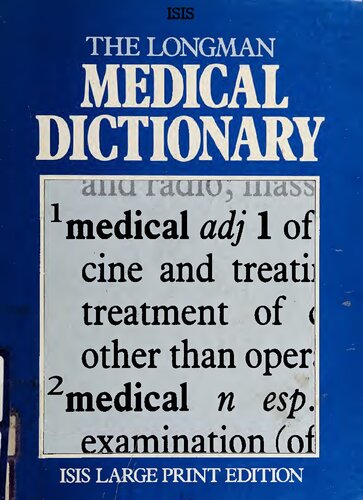 ISIS
THE LONGMAN
MEDICAL
DICTIONARY
and radio; mass
¹medical adj 1 of
cine and treati
treatment of
other than oper
²medical n esp.
examination (of
ISIS LARGE PRINT EDITION